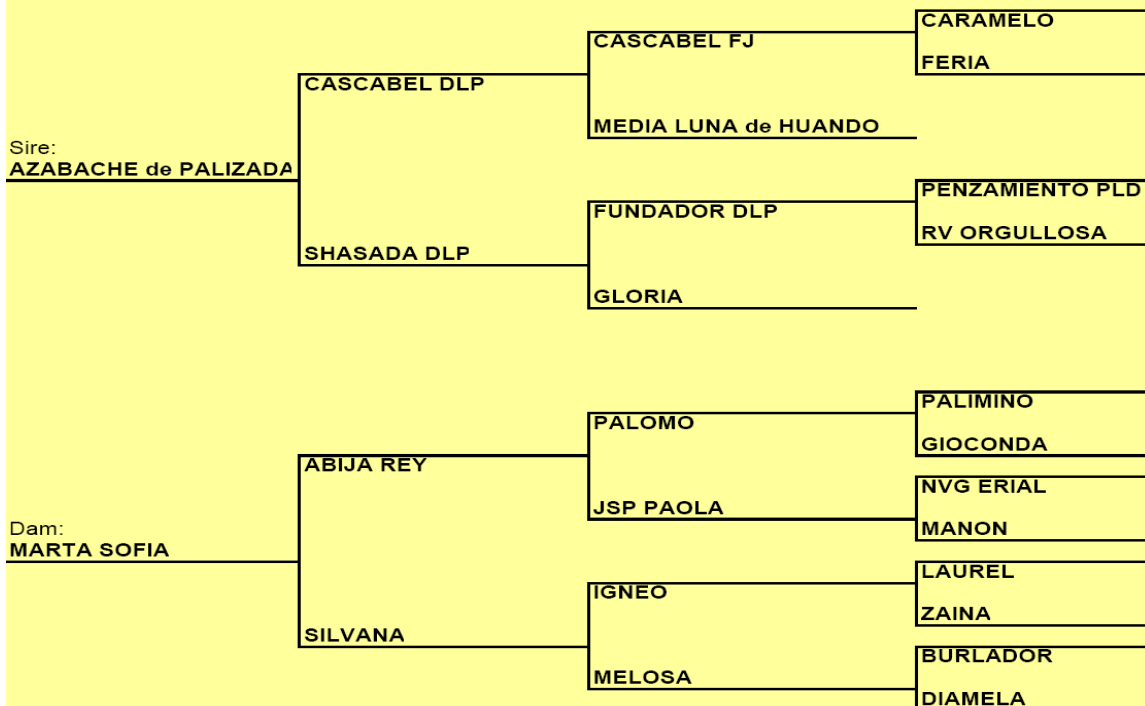 CARAMELO
CASCABEL FJ
FERIA
CASCABEL DLP
MEDIA LUNA de HUANDO
Sire:
AZABACHE de PALIZADA
PENZAMIENTO PLD
FUNDADOR DLP
RV ORGULLOSA
SHASADA DLP
GLORIA
PALIMINO
PALOMO
GIOCONDA
ABIJA REY
NVG ERIAL
JSP PAOLA
MANON
Dam:
MARTA SOFIA
LAUREL
IGNEO
ZAINA
SILVANA
BURLADOR
MELOSA
DIAMELA